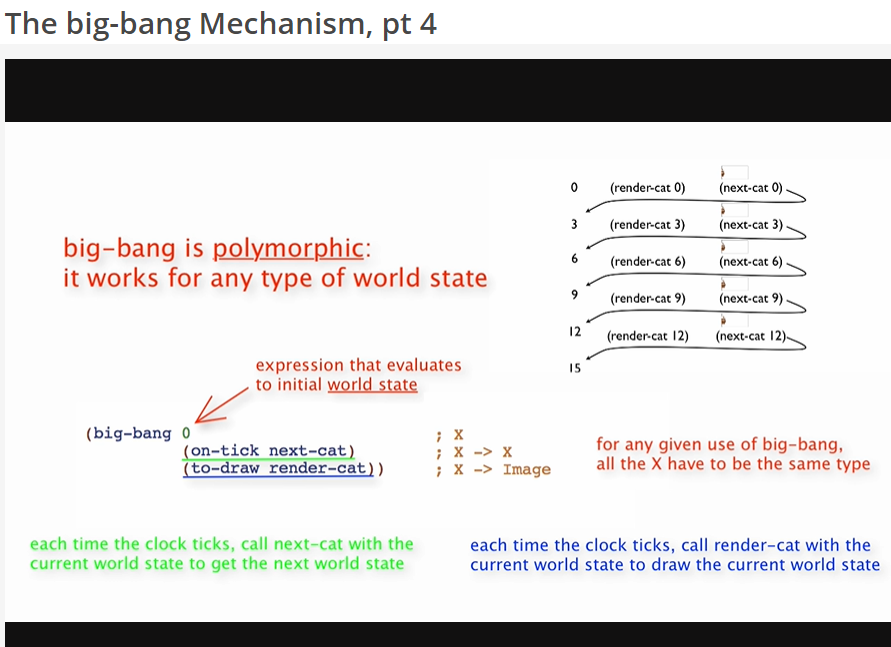 The big-bang Mechanism, pt 4
0 (render-cat 0) (next-cat 0)
3 (render-cat 3) (next-cat 3)
6 (render-cat 6) (next-cat 6)
9 (render-cat 9) (next-cat 9)
12 (render-cat 12) (next-cat 12)
15
big-bang is polymorphic:
it works for any type of world state
expression that evaluates
to initial world state
(big-bang 0 ; X
(on-tick next-cat) ; X -> X
(to-draw render-cat)) ; X -> Image
for any given use of big-bang,
all the X have to be the same type
each time the clock ticks, call next-cat with the
current world state to get the next world state
each time the clock ticks, call render-cat with the
current world state to draw the current world state